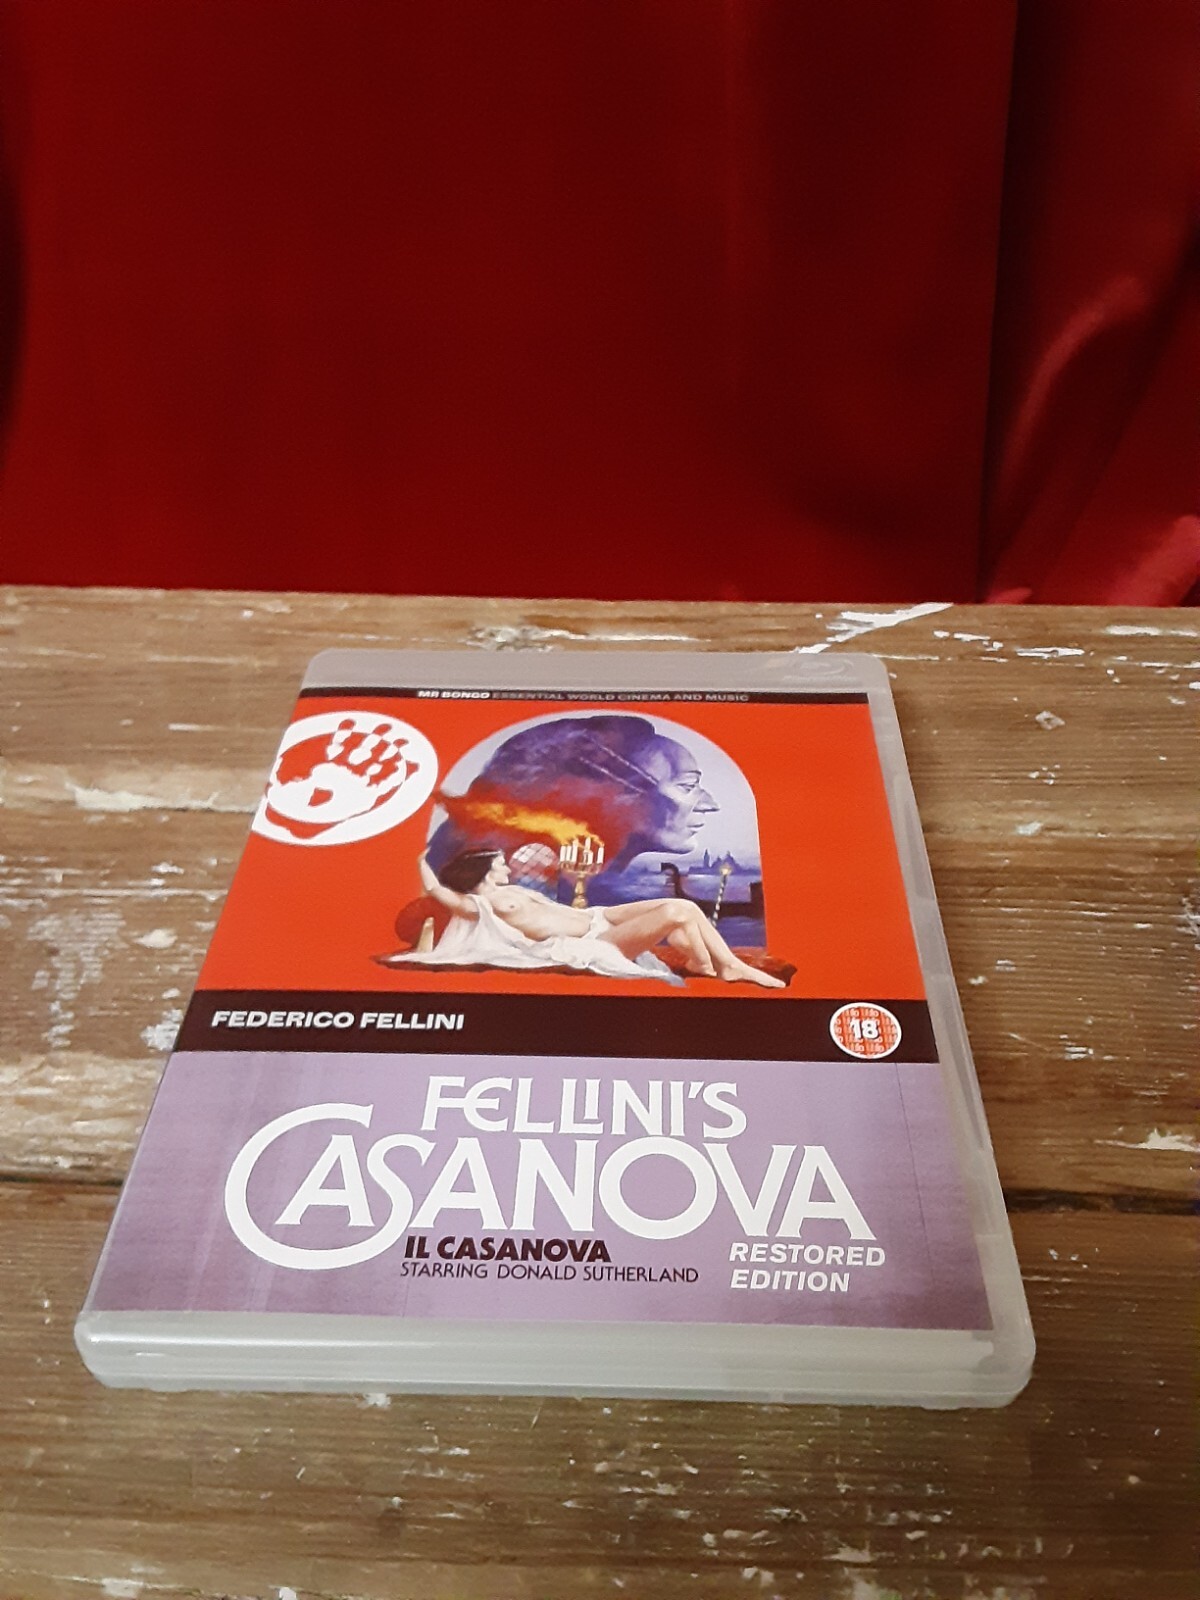 MR BONGO ESSENTIAL WORLD CINEMA AND MUSIC
FEDERICO FELLINI
18
FELLINI'S
CASANOVA
IL CASANOVA
STARRING DONALD SUTHERLAND
RESTORED
EDITION